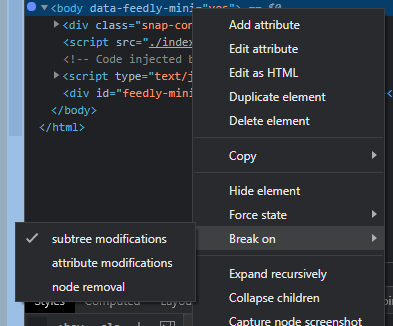 ▼<body data-feedly-mini="yes"> == $0
▶<div class="snap-con
<script src="./index
<!-- Code injected b
▶<script type="text/j
<div id="feedly-mini
</body>
</html>
Add attribute
Edit attribute
Edit as HTML
Duplicate element
Delete element
Copy
Hide element
Force state
Break on
subtree modifications
attribute modifications
node removal
Expand recursively
Collapse children
Capture node screenshot
Styles Computed Layou